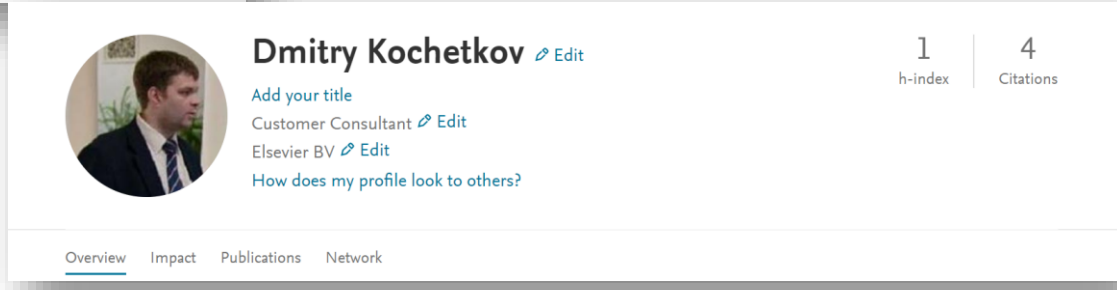 Dmitry Kochetkov Edit
Add your title
Customer Consultant Edit
Elsevier BV Edit
How does my profile look to others?
1
h-index
4
Citations
Overview Impact Publications Network